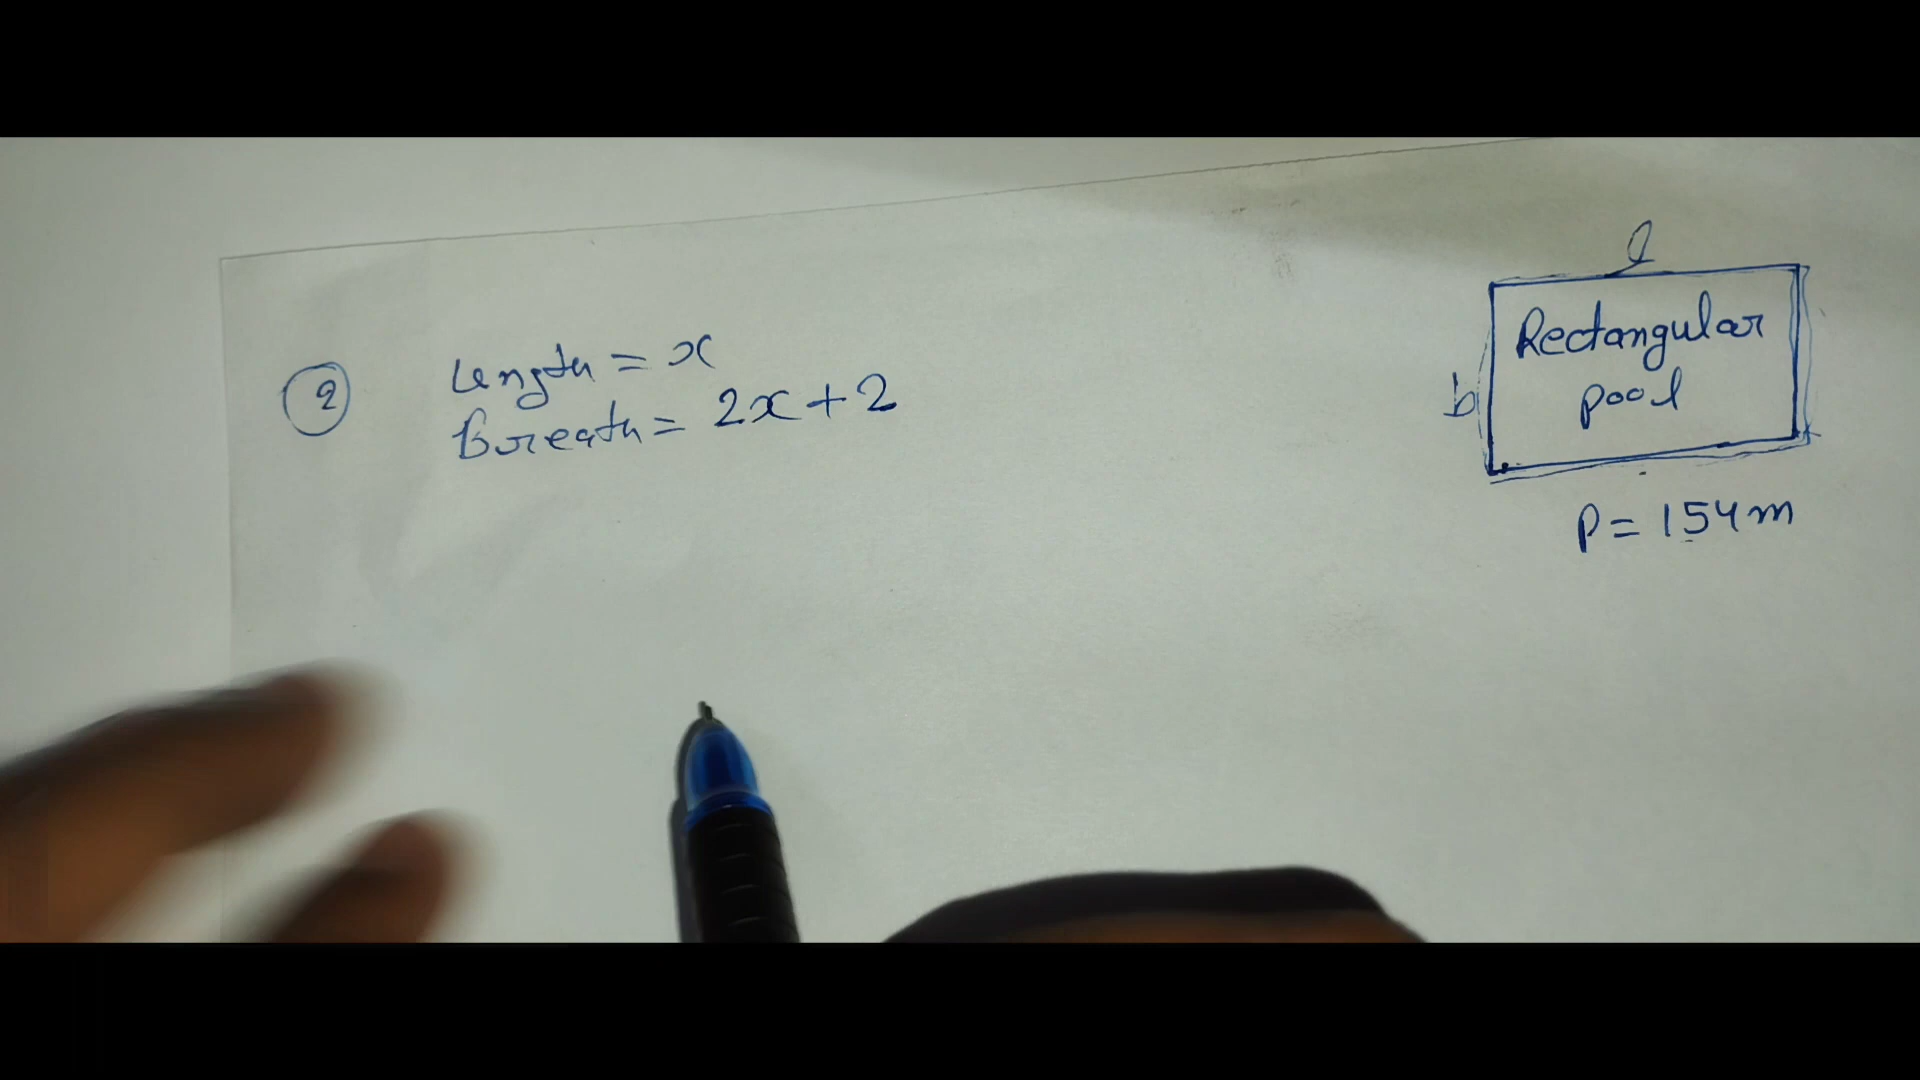 2
Length = x
Breath = 2x + 2
l
Rectangular
pool
b
P = 154m